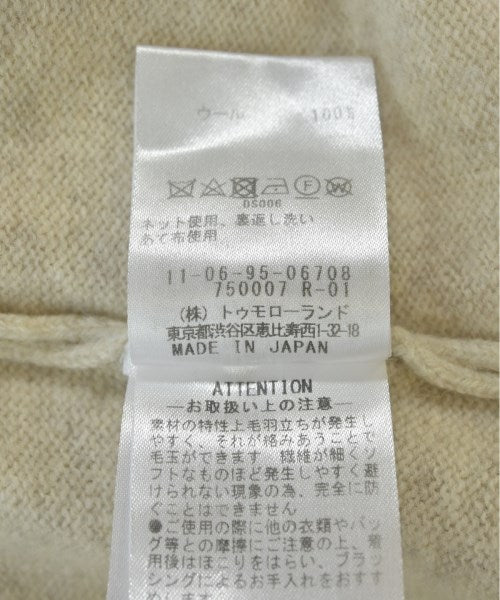 ウール 100%
DS006
ネット使用、裏返し洗い
あて布使用
11-06-95-06708
750007 R-01
(株)トゥモローランド
東京都渋谷区恵比寿西1-32-18
MADE IN JAPAN
ATTENTION
―お取扱い上の注意―
素材の特性上毛羽立ちが発生し
やすく、それが絡みあうことで
毛玉ができます 繊維が細くソ
フトなものほど発生しやすく避
けられない現象の為、完全に防
ぐことはできません
●ご使用の際に他の衣類やバッ
グ等との摩擦にご注意の上、着
用後はほこりをはらい、ブラッ
シングによるお手入れをおすす
めします